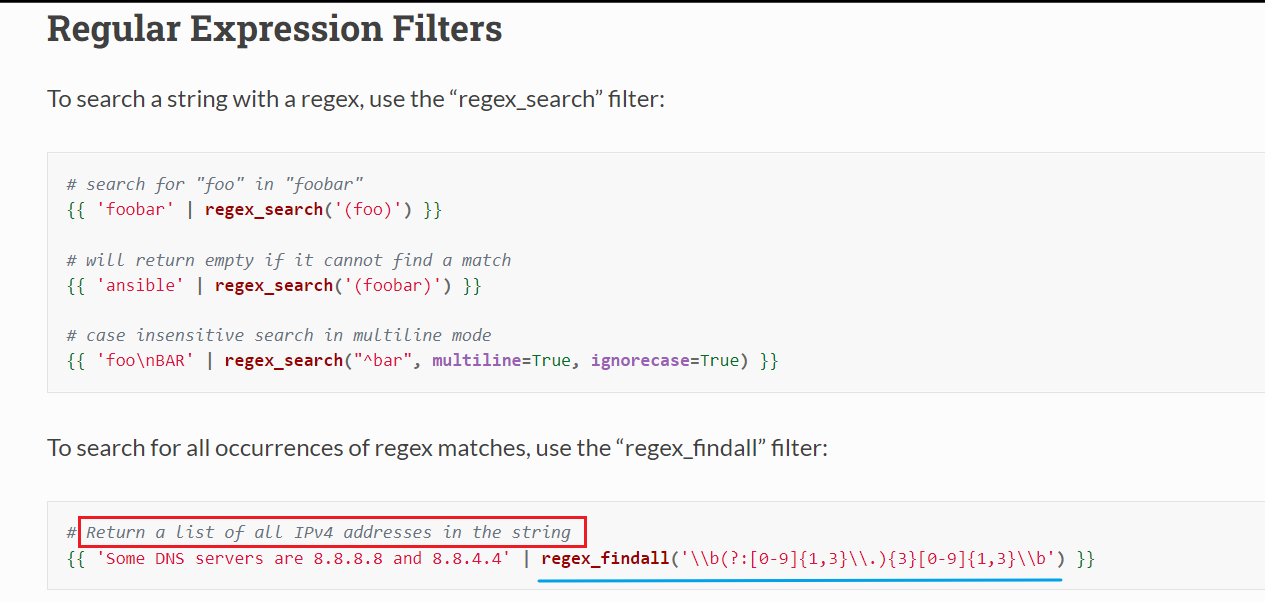 Regular Expression Filters
To search a string with a regex, use the “regex_search” filter:
# search for "foo" in "foobar"
{{ 'foobar' | regex_search('(foo)') }}
# will return empty if it cannot find a match
{{ 'ansible' | regex_search('(foobar)') }}
# case insensitive search in multiline mode
{{ 'foo\nBAR' | regex_search("^bar", multiline=True, ignorecase=True) }}
To search for all occurrences of regex matches, use the “regex_findall” filter:
# Return a list of all IPv4 addresses in the string
{{ 'Some DNS servers are 8.8.8.8 and 8.8.4.4' | regex_findall('\\b(?:[0-9]{1,3}\\.){3}[0-9]{1,3}\\b') }}